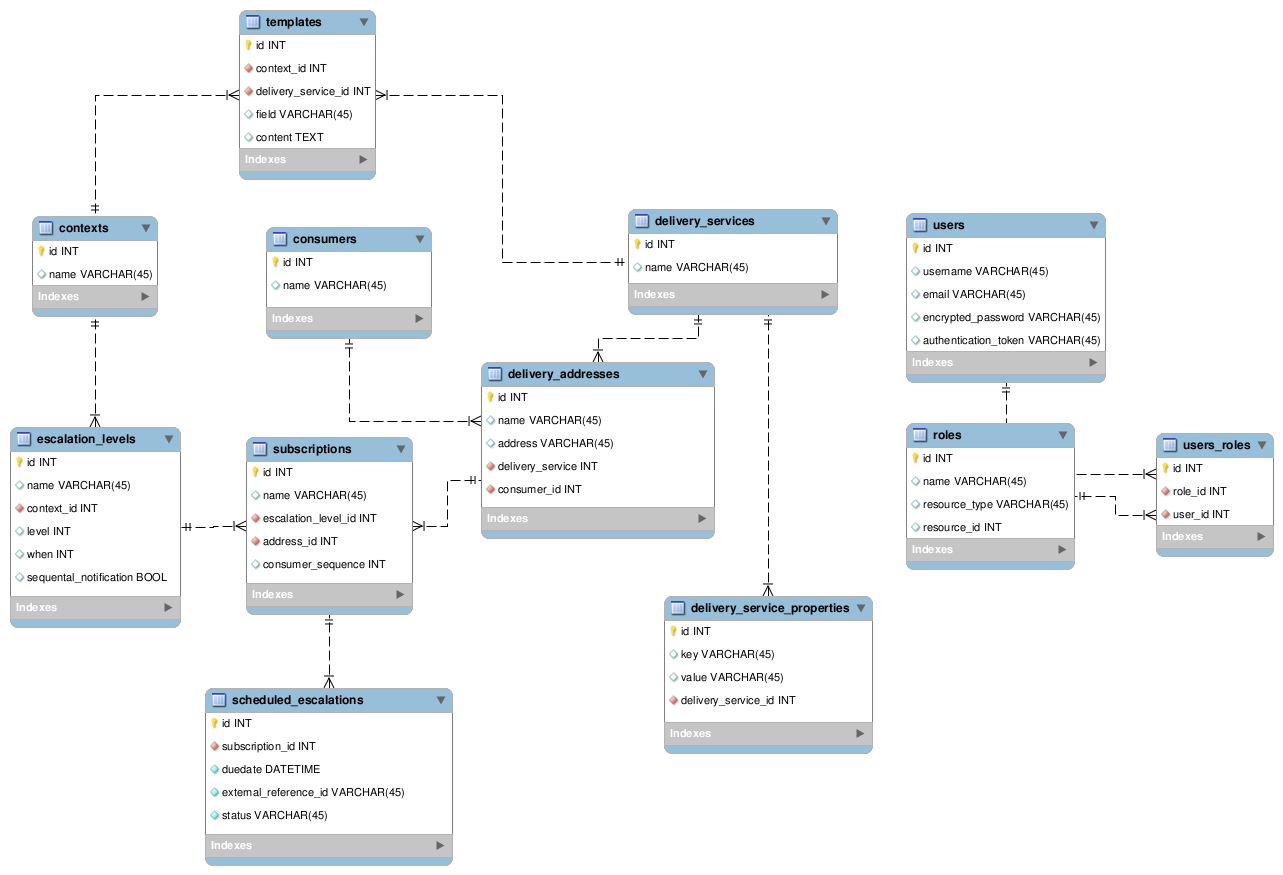 templates
id INT
context_id INT
delivery_service_id INT
field VARCHAR(45)
content TEXT
Indexes
contexts
id INT
name VARCHAR(45)
Indexes
consumers
id INT
name VARCHAR(45)
Indexes
delivery_services
id INT
name VARCHAR(45)
Indexes
users
id INT
username VARCHAR(45)
email VARCHAR(45)
encrypted_password VARCHAR(45)
authentication_token VARCHAR(45)
Indexes
delivery_addresses
id INT
name VARCHAR(45)
address VARCHAR(45)
delivery_service INT
consumer_id INT
Indexes
escalation_levels
id INT
name VARCHAR(45)
context_id INT
level INT
when INT
sequental_notification BOOL
Indexes
subscriptions
id INT
name VARCHAR(45)
escalation_level_id INT
address_id INT
consumer_sequence INT
Indexes
roles
id INT
name VARCHAR(45)
resource_type VARCHAR(45)
resource_id INT
Indexes
users_roles
id INT
role_id INT
user_id INT
Indexes
delivery_service_properties
id INT
key VARCHAR(45)
value VARCHAR(45)
delivery_service_id INT
Indexes
scheduled_escalations
id INT
subscription_id INT
duedate DATETIME
external_reference_id VARCHAR(45)
status VARCHAR(45)
Indexes